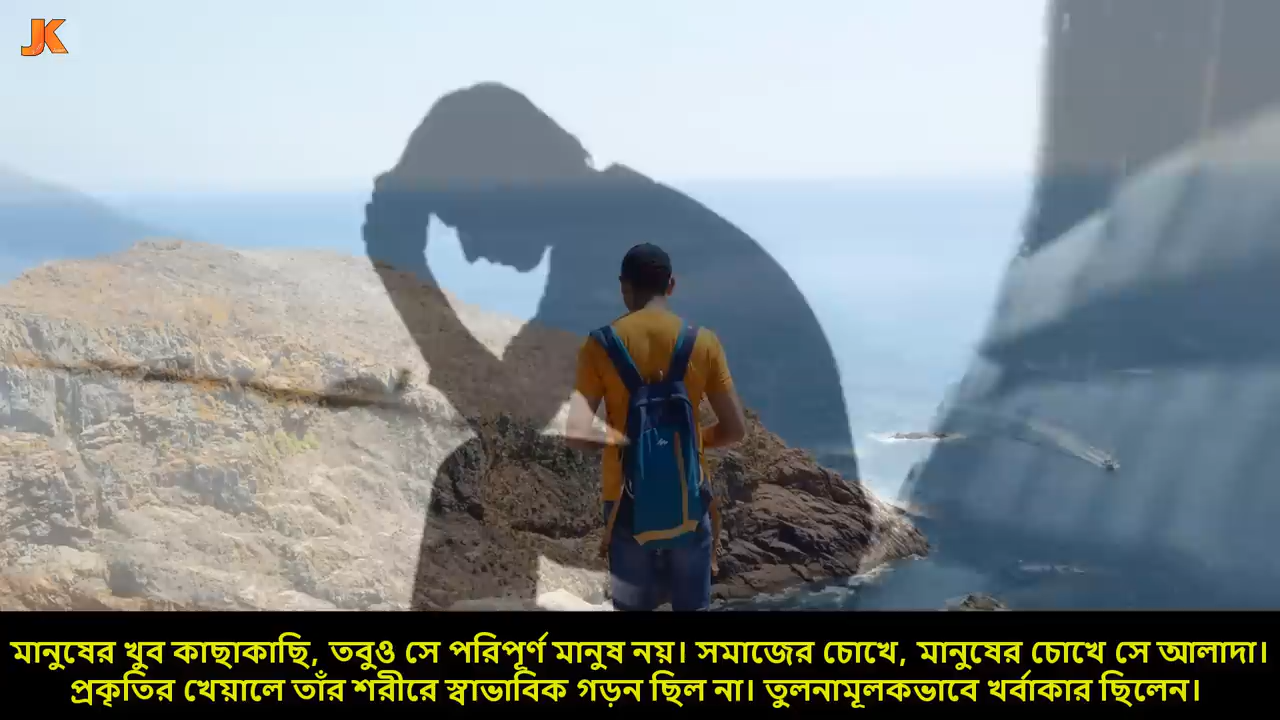 JK
মানুষের খুব কাছাকাছি, তবুও সে পরিপূর্ণ মানুষ নয়। সমাজের চোখে, মানুষের চোখে সে আলাদা।
প্রকৃতির খেয়ালে তাঁর শরীরে স্বাভাবিক গড়ন ছিল না। তুলনামূলকভাবে খর্বাকার ছিলেন।